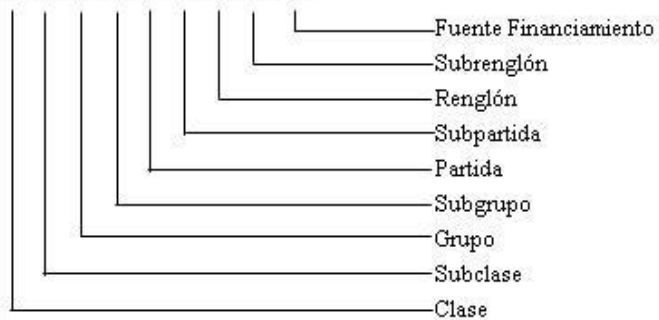 Fuente Financiamiento
Subrenglón
Renglón
Subpartida
Partida
Subgrupo
Grupo
Subclase
Clase